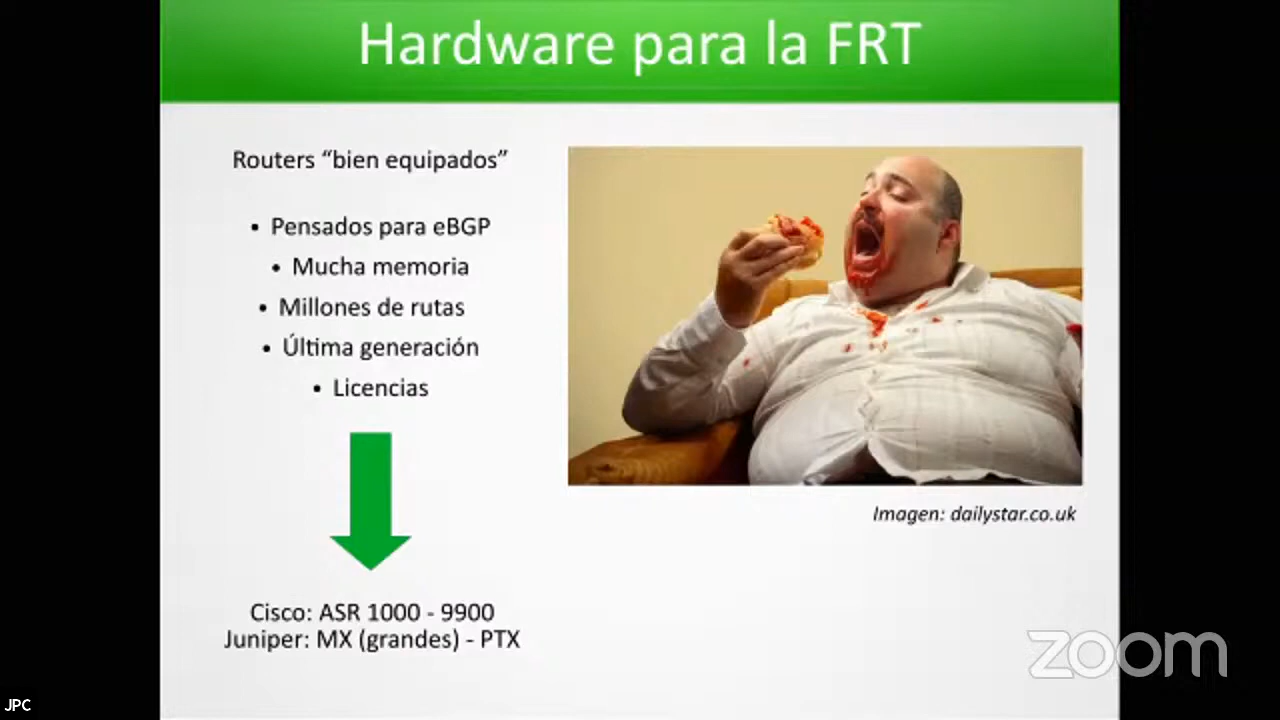 Hardware para la FRT
Routers “bien equipados”
• Pensados para eBGP
• Mucha memoria
• Millones de rutas
• Última generación
• Licencias
Imagen: dailystar.co.uk
Cisco: ASR 1000 - 9900
Juniper: MX (grandes) - PTX
zoom
JPC